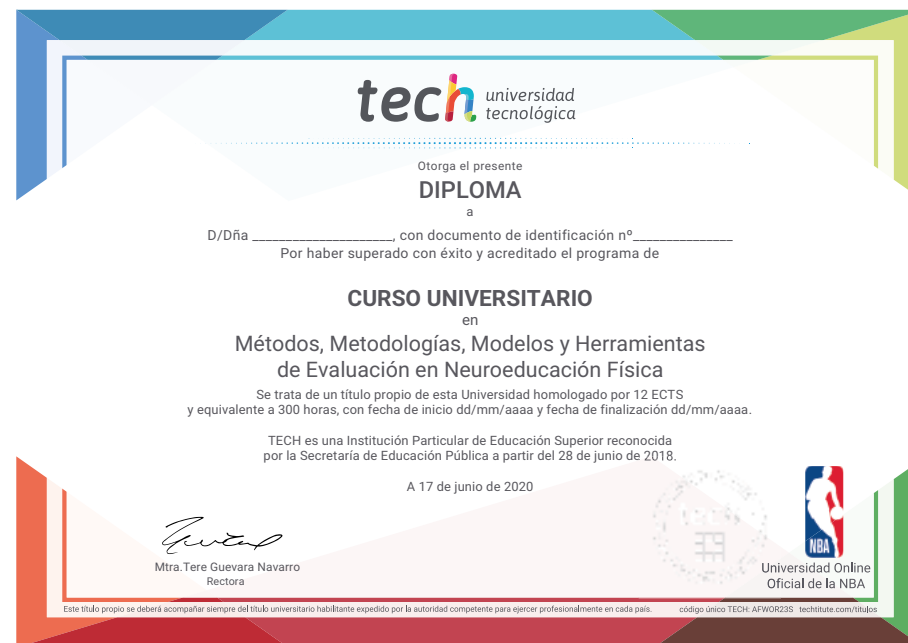 tech universidad
tecnológica
Otorga el presente
DIPLOMA
a
D/Dña ______________________, con documento de identificación nº________________
Por haber superado con éxito y acreditado el programa de
CURSO UNIVERSITARIO
en
Métodos, Metodologías, Modelos y Herramientas
de Evaluación en Neuroeducación Física
Se trata de un título propio de esta Universidad homologado por 12 ECTS
y equivalente a 300 horas, con fecha de inicio dd/mm/aaaa y fecha de finalización dd/mm/aaaa.
TECH es una Institución Particular de Educación Superior reconocida
por la Secretaría de Educación Pública a partir del 28 de junio de 2018.
A 17 de junio de 2020
Mtra.Tere Guevara Navarro
Rectora
NBA
Universidad Online
Oficial de la NBA
Este título propio se deberá acompañar siempre del título universitario habilitante expedido por la autoridad competente para ejercer profesionalmente en cada país.
código único TECH: AFWOR23S techtitute.com/titulos